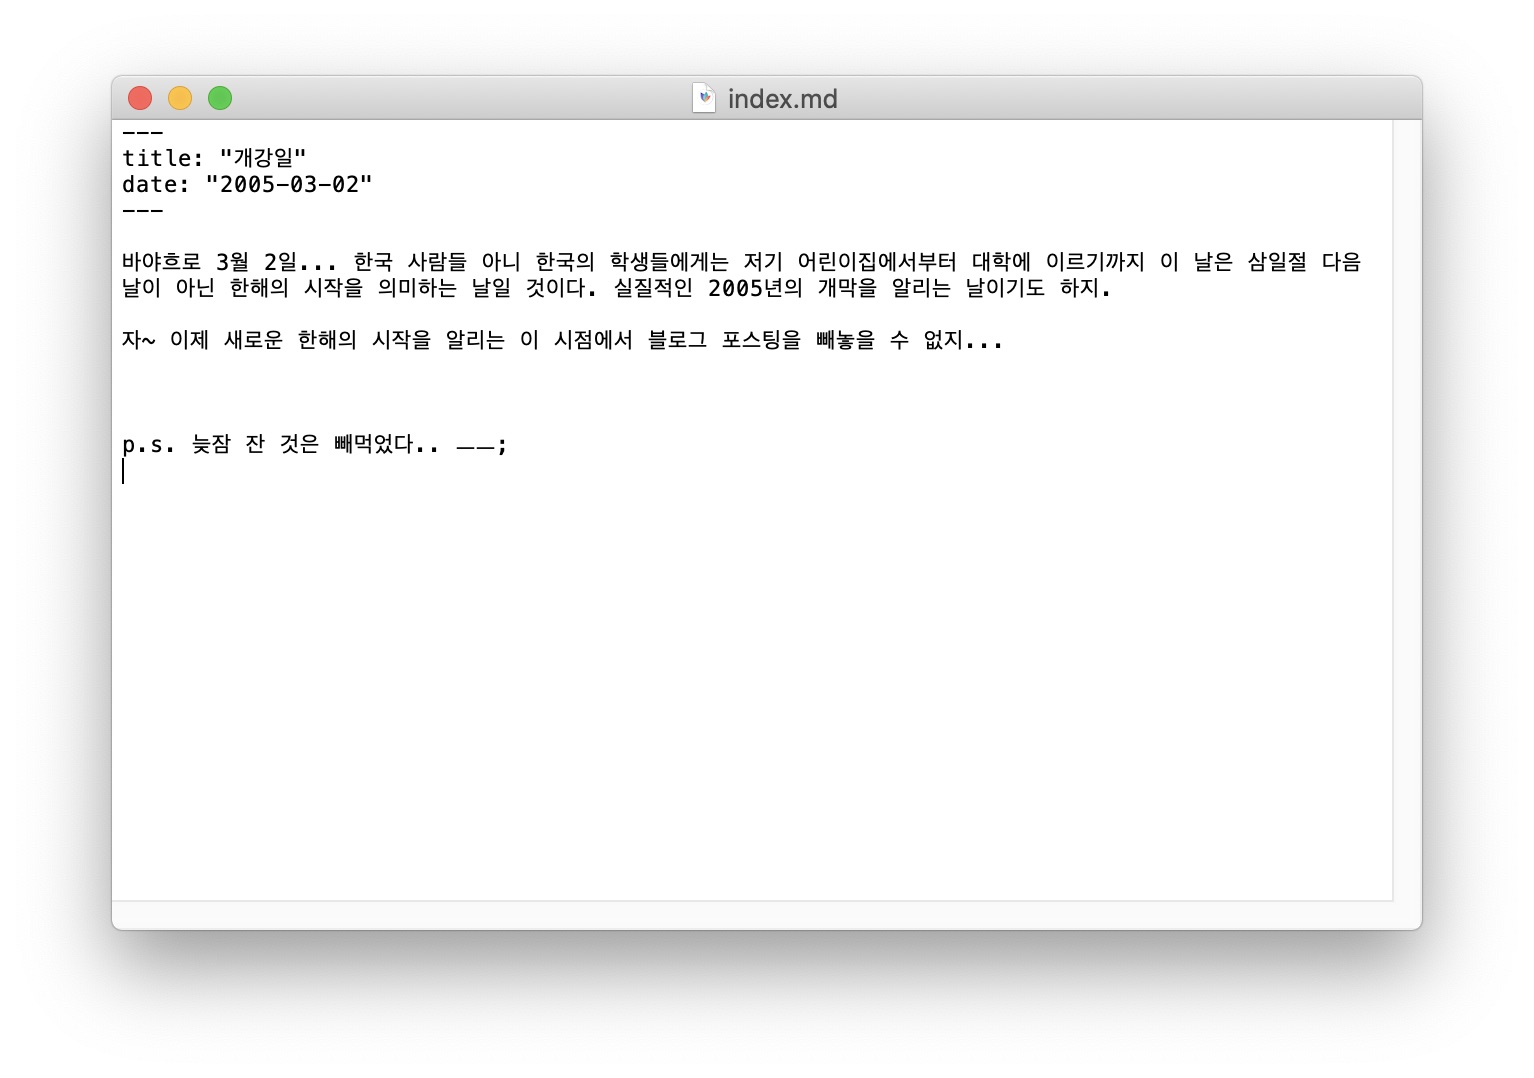 index.md
---
title: "개강일"
date: "2005-03-02"
---
바야흐로 3월 2일... 한국 사람들 아니 한국의 학생들에게는 저기 어린이집에서부터 대학에 이르기까지 이 날은 삼일절 다음
날이 아닌 한해의 시작을 의미하는 날일 것이다. 실질적인 2005년의 개막을 알리는 날이기도 하지.
자~ 이제 새로운 한해의 시작을 알리는 이 시점에서 블로그 포스팅을 빼놓을 수 없지...
p.s. 늦잠 잔 것은 빼먹었다.. ㅡㅡ;